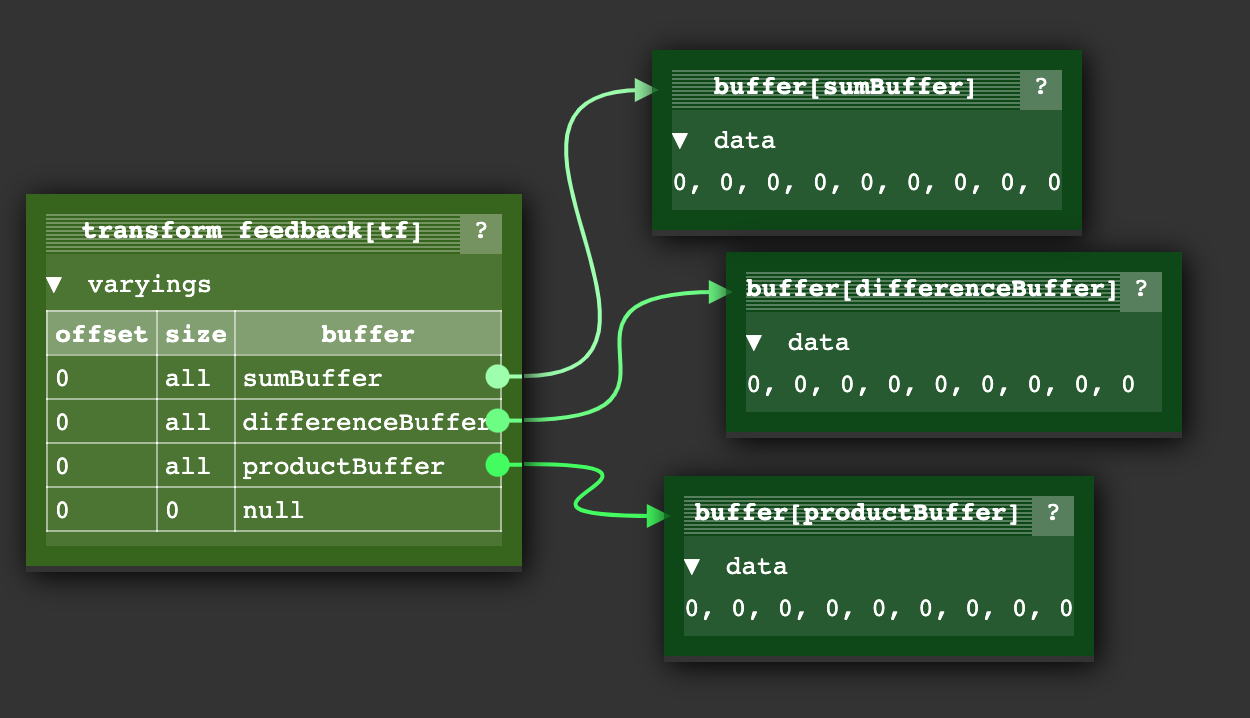 transform feedback[tf] ?
▼ varyings
offset size buffer
0 all sumBuffer
0 all differenceBuffer
0 all productBuffer
0 0 null
buffer[sumBuffer] ?
▼ data
0, 0, 0, 0, 0, 0, 0, 0, 0
buffer[differenceBuffer] ?
▼ data
0, 0, 0, 0, 0, 0, 0, 0, 0
buffer[productBuffer] ?
▼ data
0, 0, 0, 0, 0, 0, 0, 0, 0